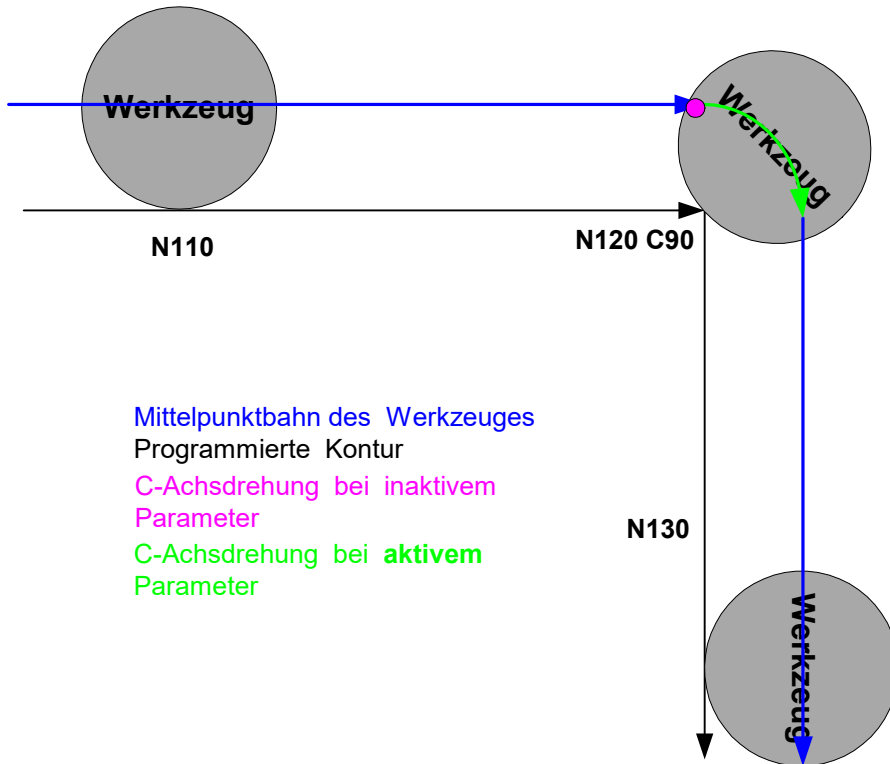 Werkzeug
Werkzeug
N110
N120 C90
Mittelpunktbahn des Werkzeuges
Programmierte Kontur
C-Achsdrehung bei inaktivem
Parameter
C-Achsdrehung bei aktivem
Parameter
N130
Werkzeug